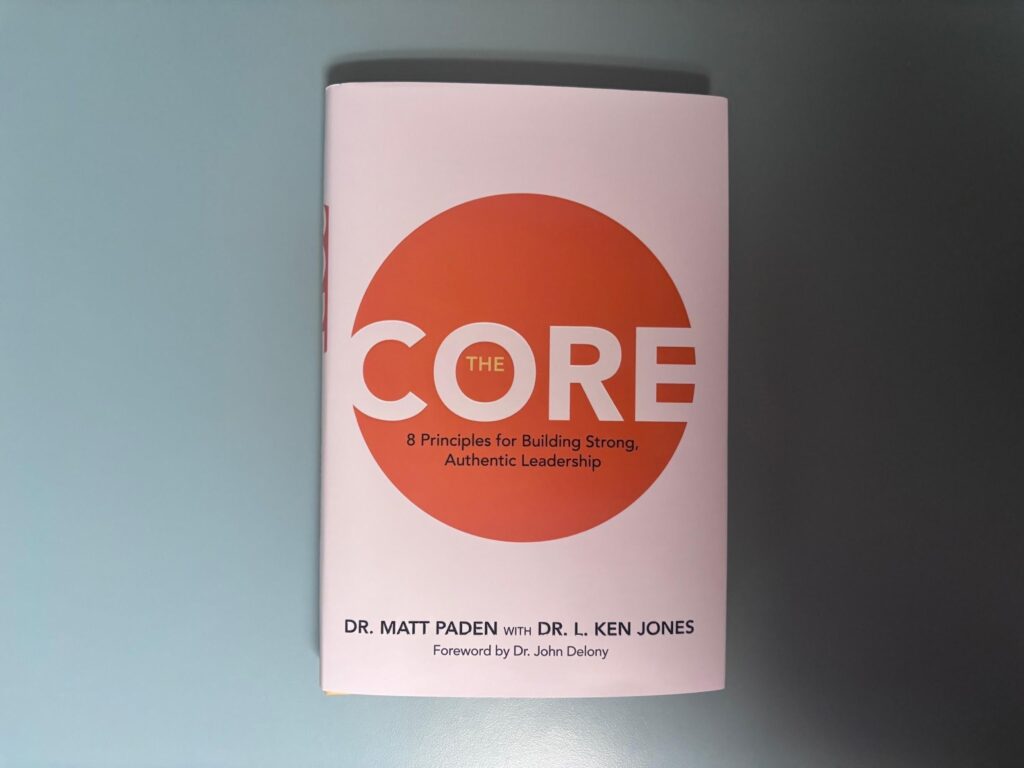 THE
CORE
8 Principles for Building Strong,
Authentic Leadership
DR. MATT PADEN WITH DR. L. KEN JONES
Foreword by Dr. John Delony